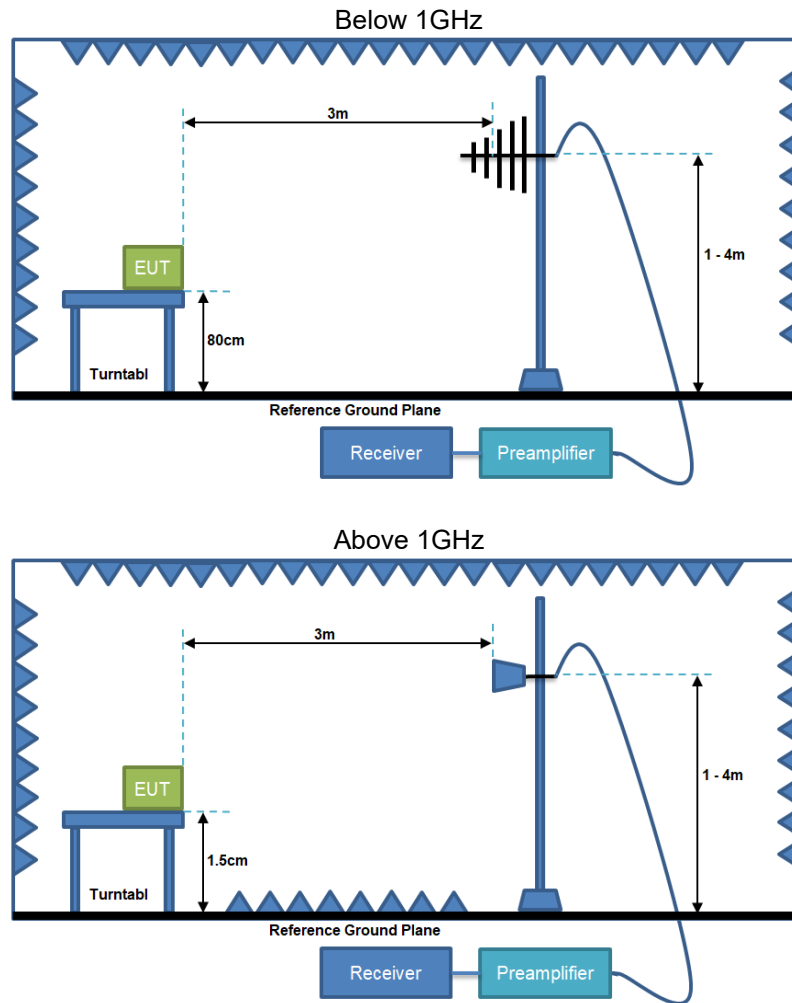 Below 1GHz
3m
EUT
1 - 4m
80cm
Turntabl
Reference Ground Plane
Receiver
Preamplifier
Above 1GHz
3m
EUT
1 - 4m
1.5cm
Turntabl
Reference Ground Plane
Receiver
Preamplifier